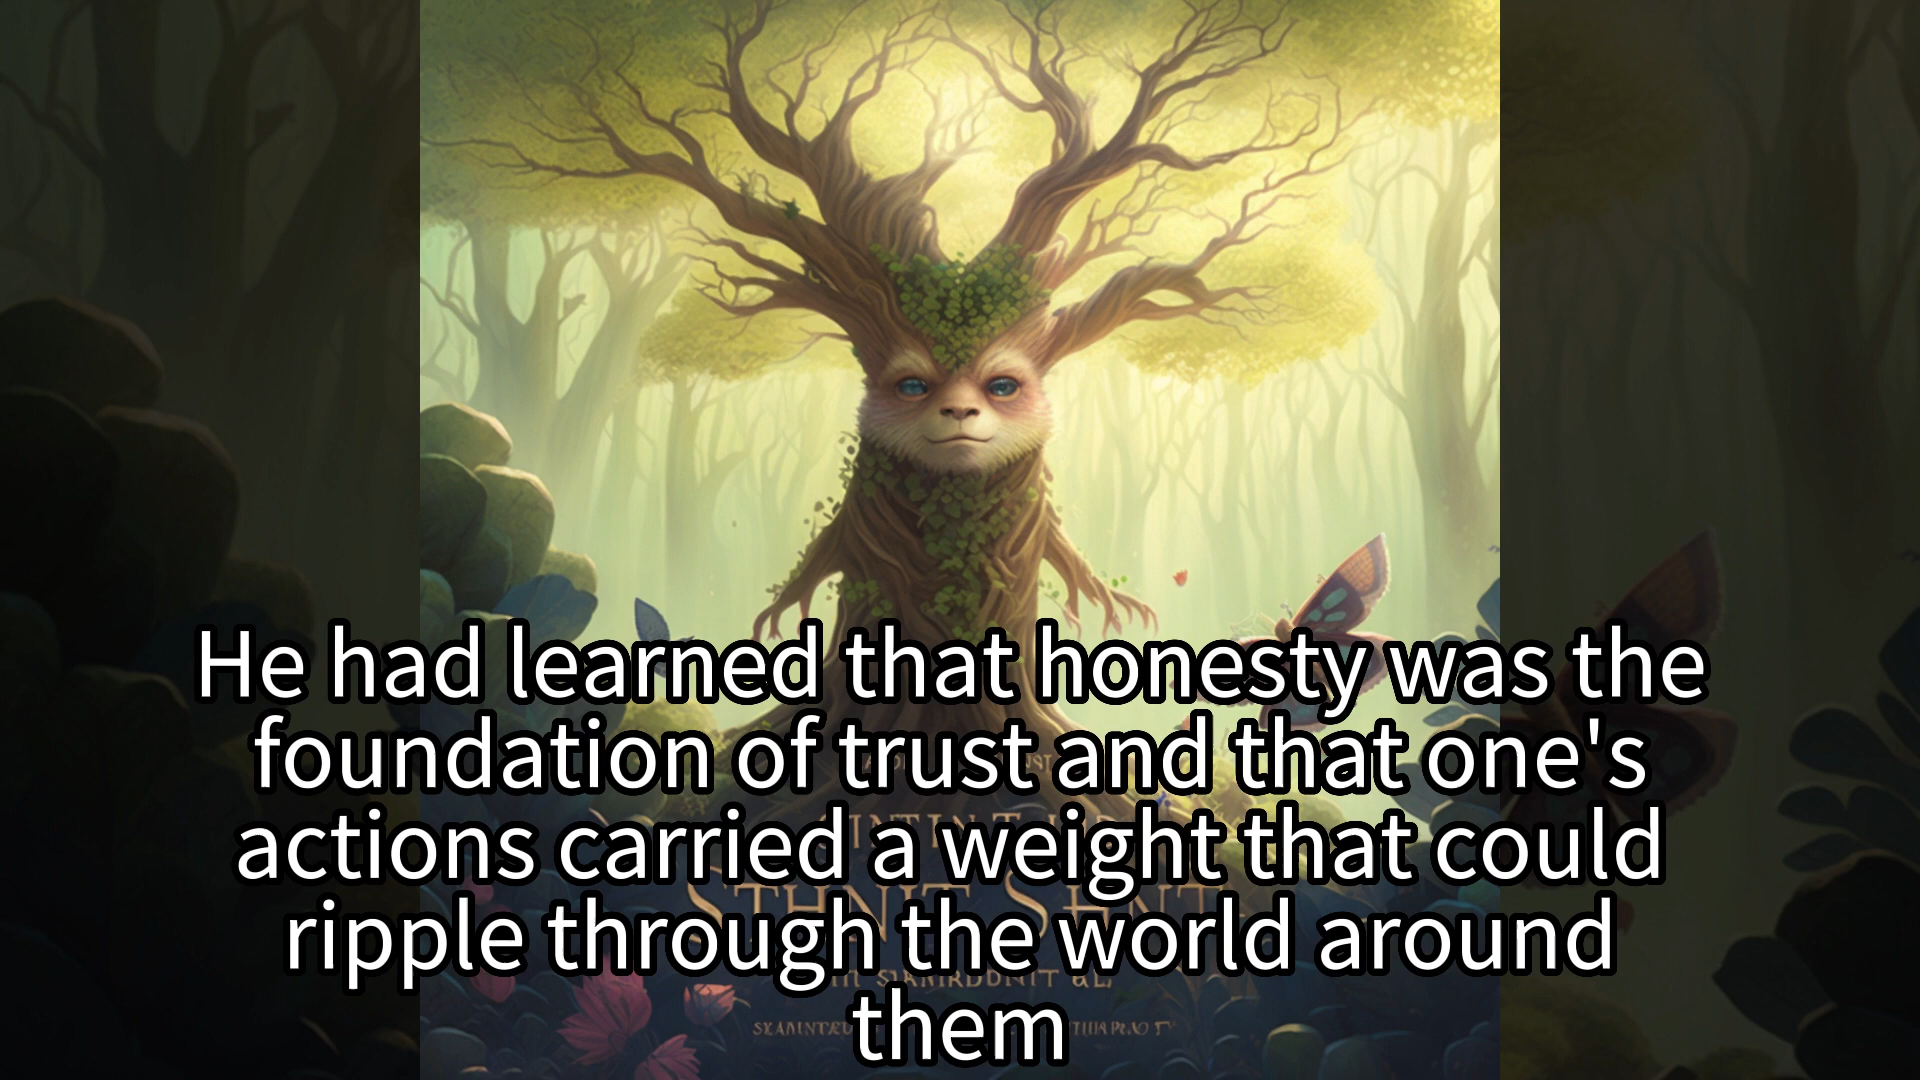 He had learned that honesty was the
foundation of trust and that one's
actions carried a weight that could
ripple through the world around
them